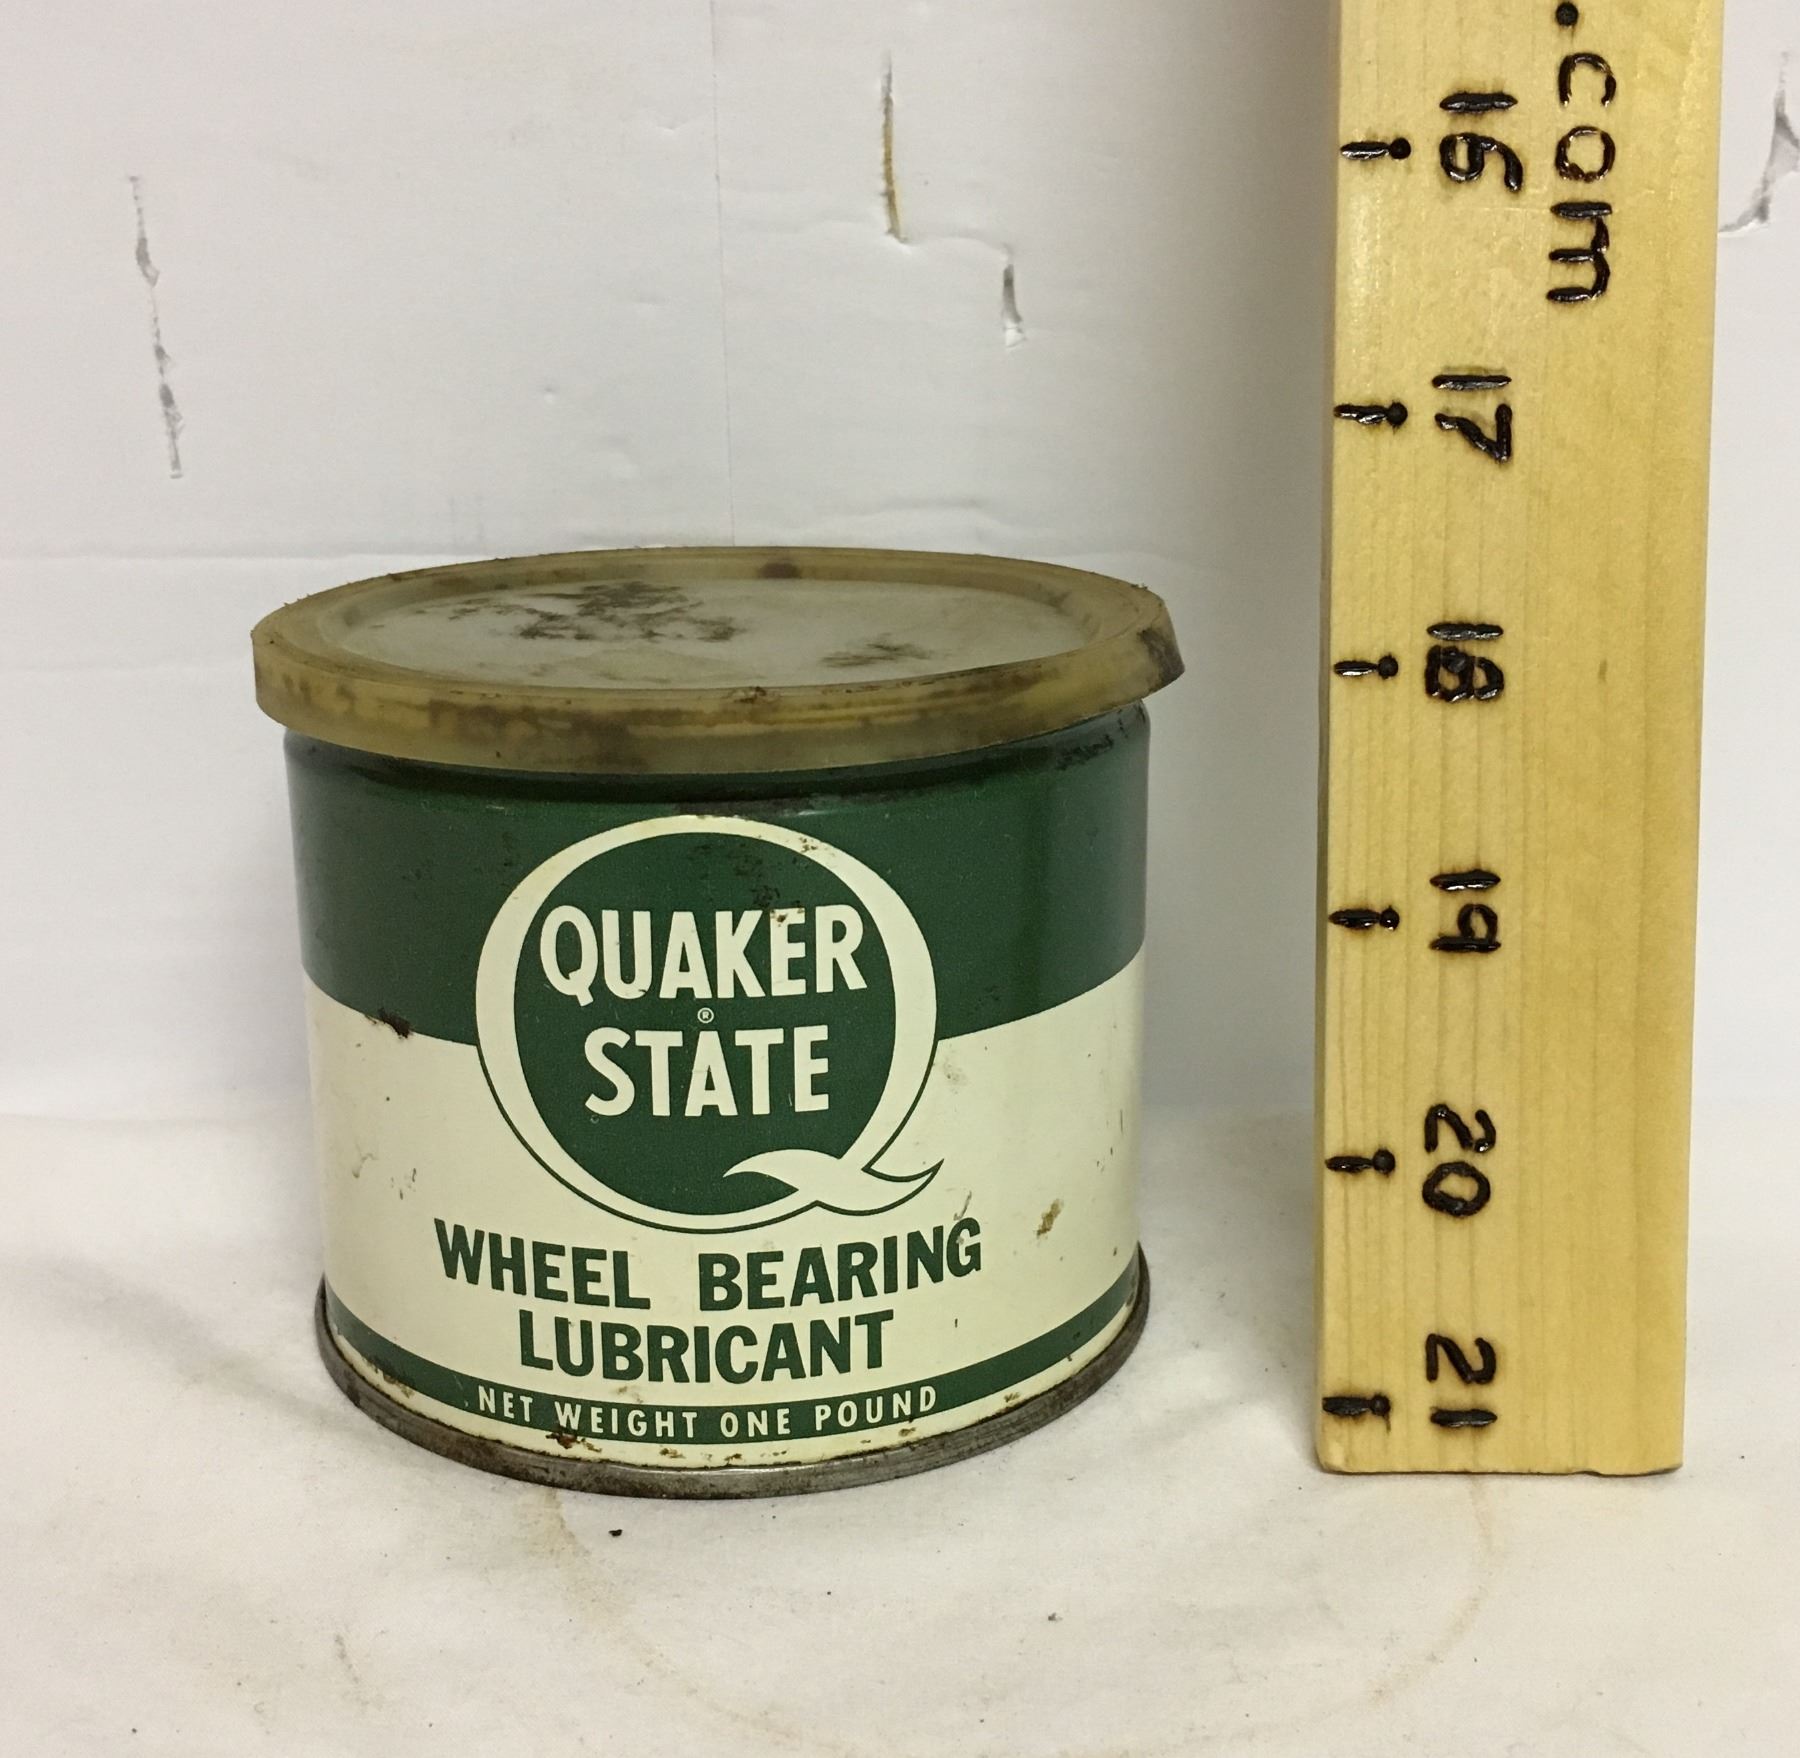 QUAKER
®
STATE
WHEEL BEARING
LUBRICANT
NET WEIGHT ONE POUND
.com
16
17
18
19
20
21